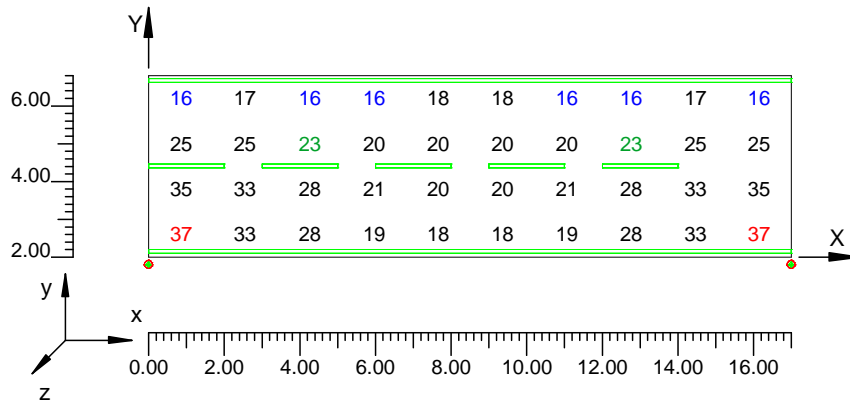 Y
6.00
16 17 16 16 18 18 16 16 17 16
25 25 23 20 20 20 20 23 25 25
4.00
35 33 28 21 20 20 21 28 33 35
37 33 28 19 18 18 19 28 33 37
X
2.00
y
x
z
0.00 2.00 4.00 6.00 8.00 10.00 12.00 14.00 16.00